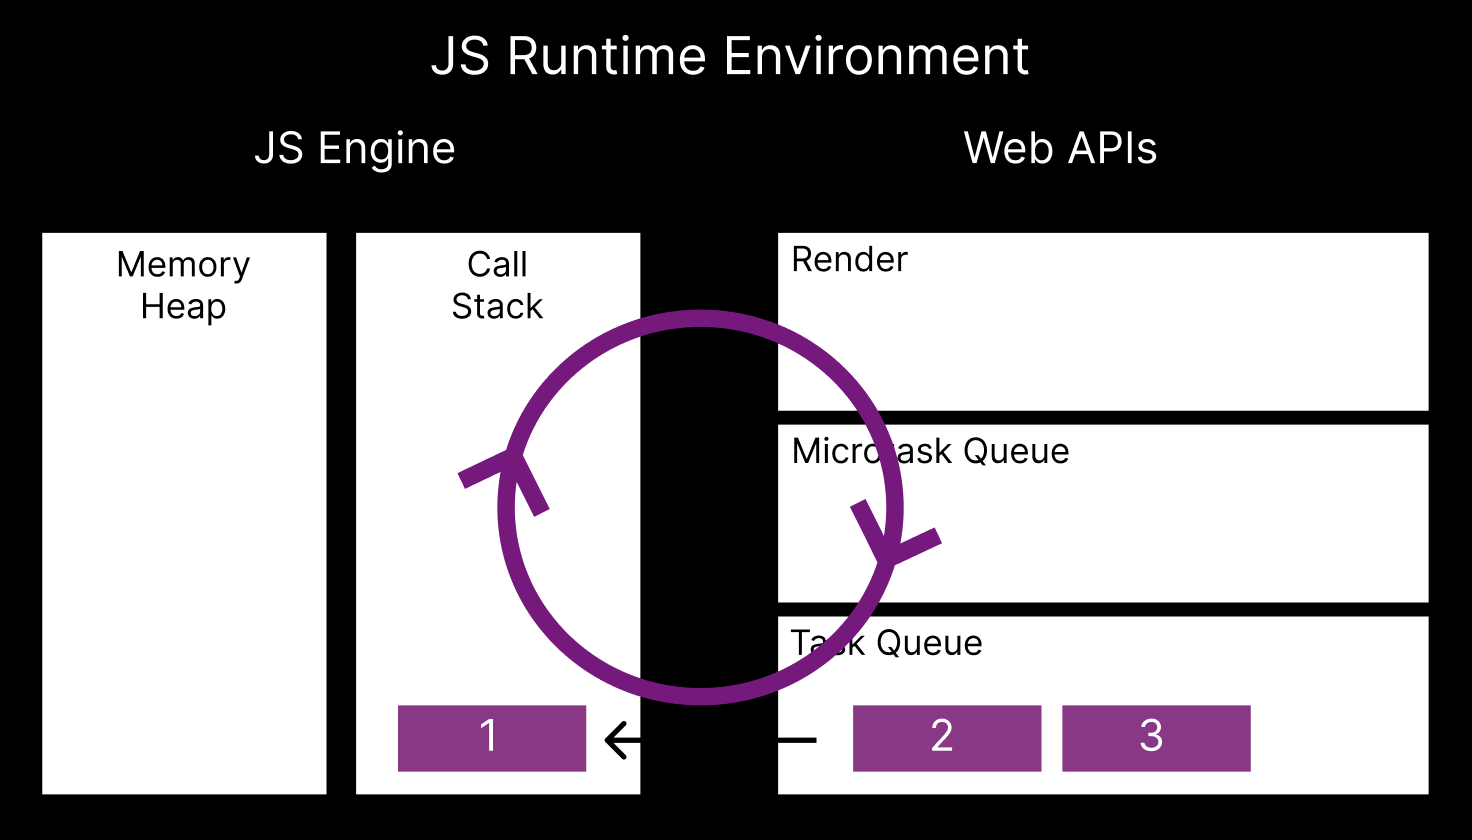 JS Runtime Environment
JS Engine
Web APIs
Memory
Heap
Call
Stack
Render
Microtask Queue
Task Queue
1
2
3